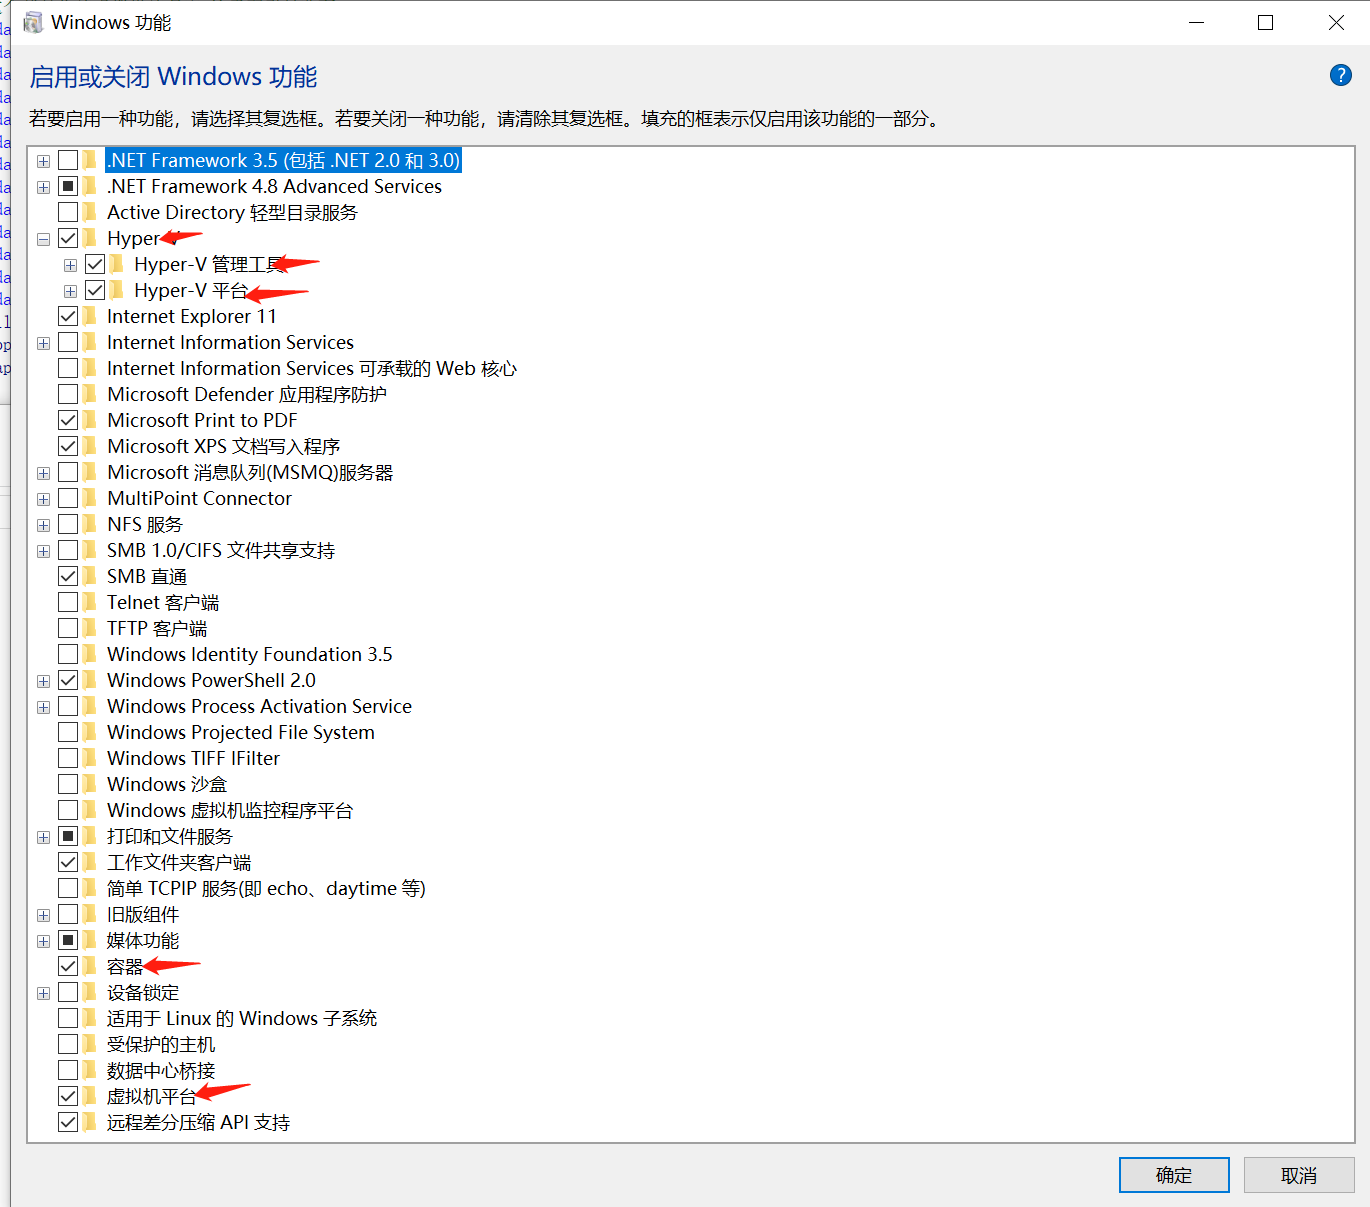 Windows 功能
启用或关闭 Windows 功能
若要启用一种功能，请选择其复选框。若要关闭一种功能，请清除其复选框。填充的框表示仅启用该功能的一部分。
.NET Framework 3.5 (包括 .NET 2.0 和 3.0)
.NET Framework 4.8 Advanced Services
Active Directory 轻型目录服务
Hyper-V
Hyper-V 管理工具
Hyper-V 平台
Internet Explorer 11
Internet Information Services
Internet Information Services 可承载的 Web 核心
Microsoft Defender 应用程序防护
Microsoft Print to PDF
Microsoft XPS 文档写入程序
Microsoft 消息队列(MSMQ)服务器
MultiPoint Connector
NFS 服务
SMB 1.0/CIFS 文件共享支持
SMB 直通
Telnet 客户端
TFTP 客户端
Windows Identity Foundation 3.5
Windows PowerShell 2.0
Windows Process Activation Service
Windows Projected File System
Windows TIFF IFilter
Windows 沙盒
Windows 虚拟机监控程序平台
打印和文件服务
工作文件夹客户端
简单 TCPIP 服务(即 echo、daytime 等)
旧版组件
媒体功能
容器
设备锁定
适用于 Linux 的 Windows 子系统
受保护的主机
数据中心桥接
虚拟机平台
远程差分压缩 API 支持
确定
取消